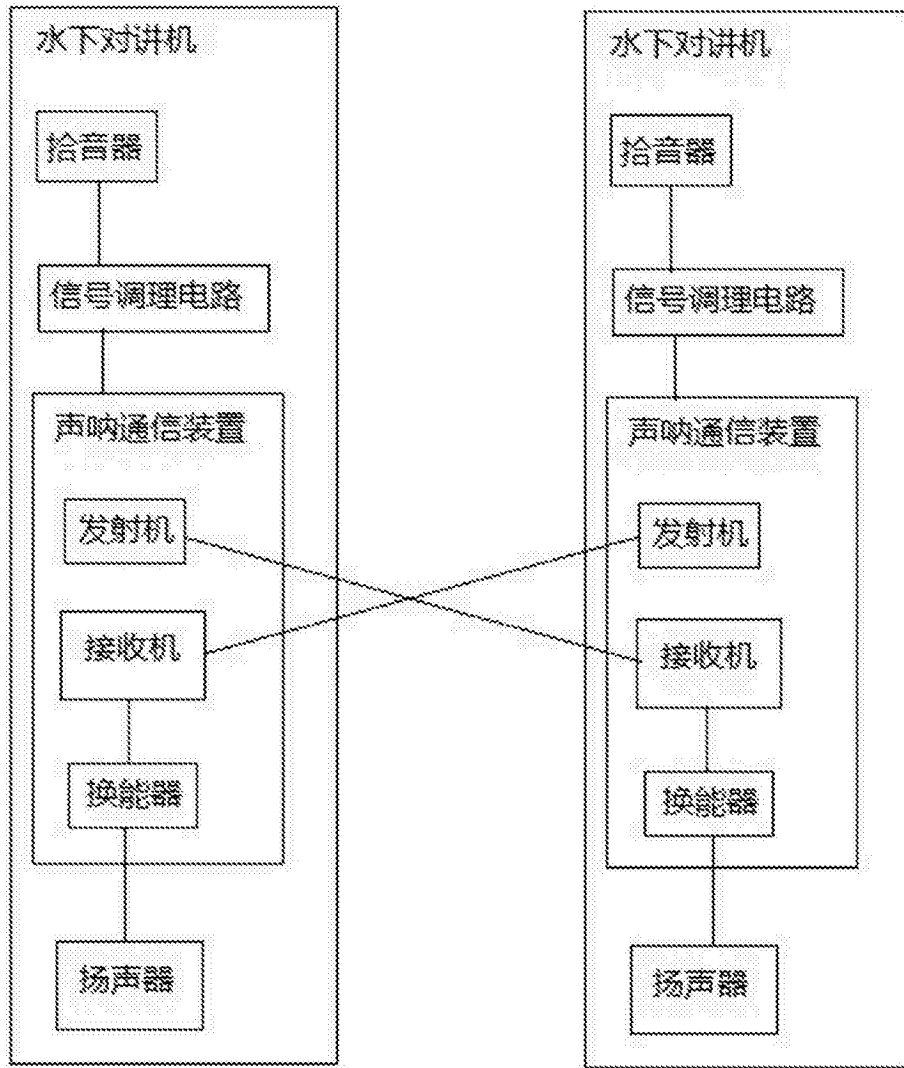 水下对讲机
拾音器
信号调理电路
声呐通信装置
发射机
接收机
换能器
扬声器
水下对讲机
拾音器
信号调理电路
声呐通信装置
发射机
接收机
换能器
扬声器